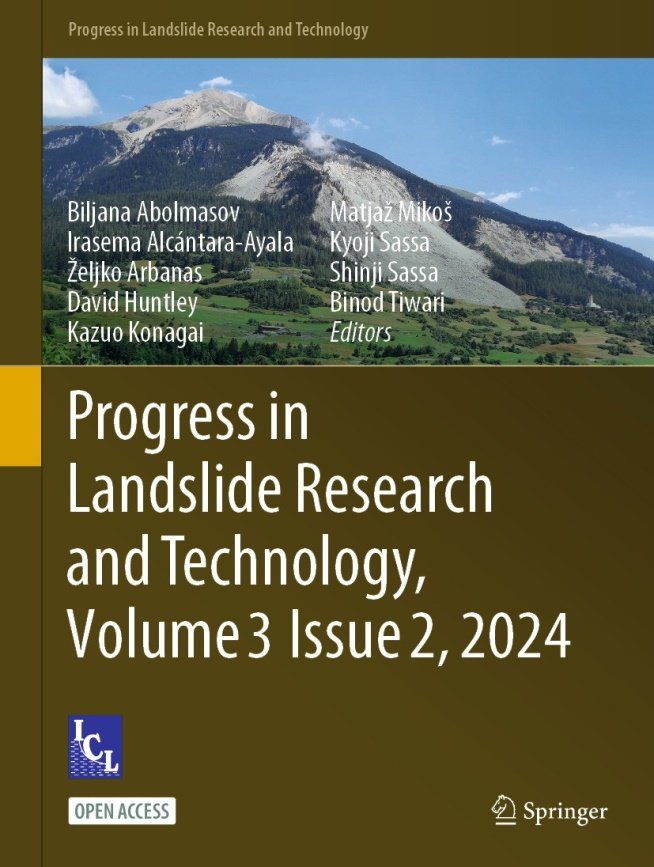 Progress in Landslide Research and Technology
Biljana Abolmasov
Irasema Alcántara-Ayala
Željko Arbanas
David Huntley
Kazuo Konagai
Matjaž Mikoš
Kyoji Sassa
Shinji Sassa
Binod Tiwari
Editors
Progress in
Landslide Research
and Technology,
Volume 3 Issue 2, 2024
ICL
OPEN ACCESS
Springer